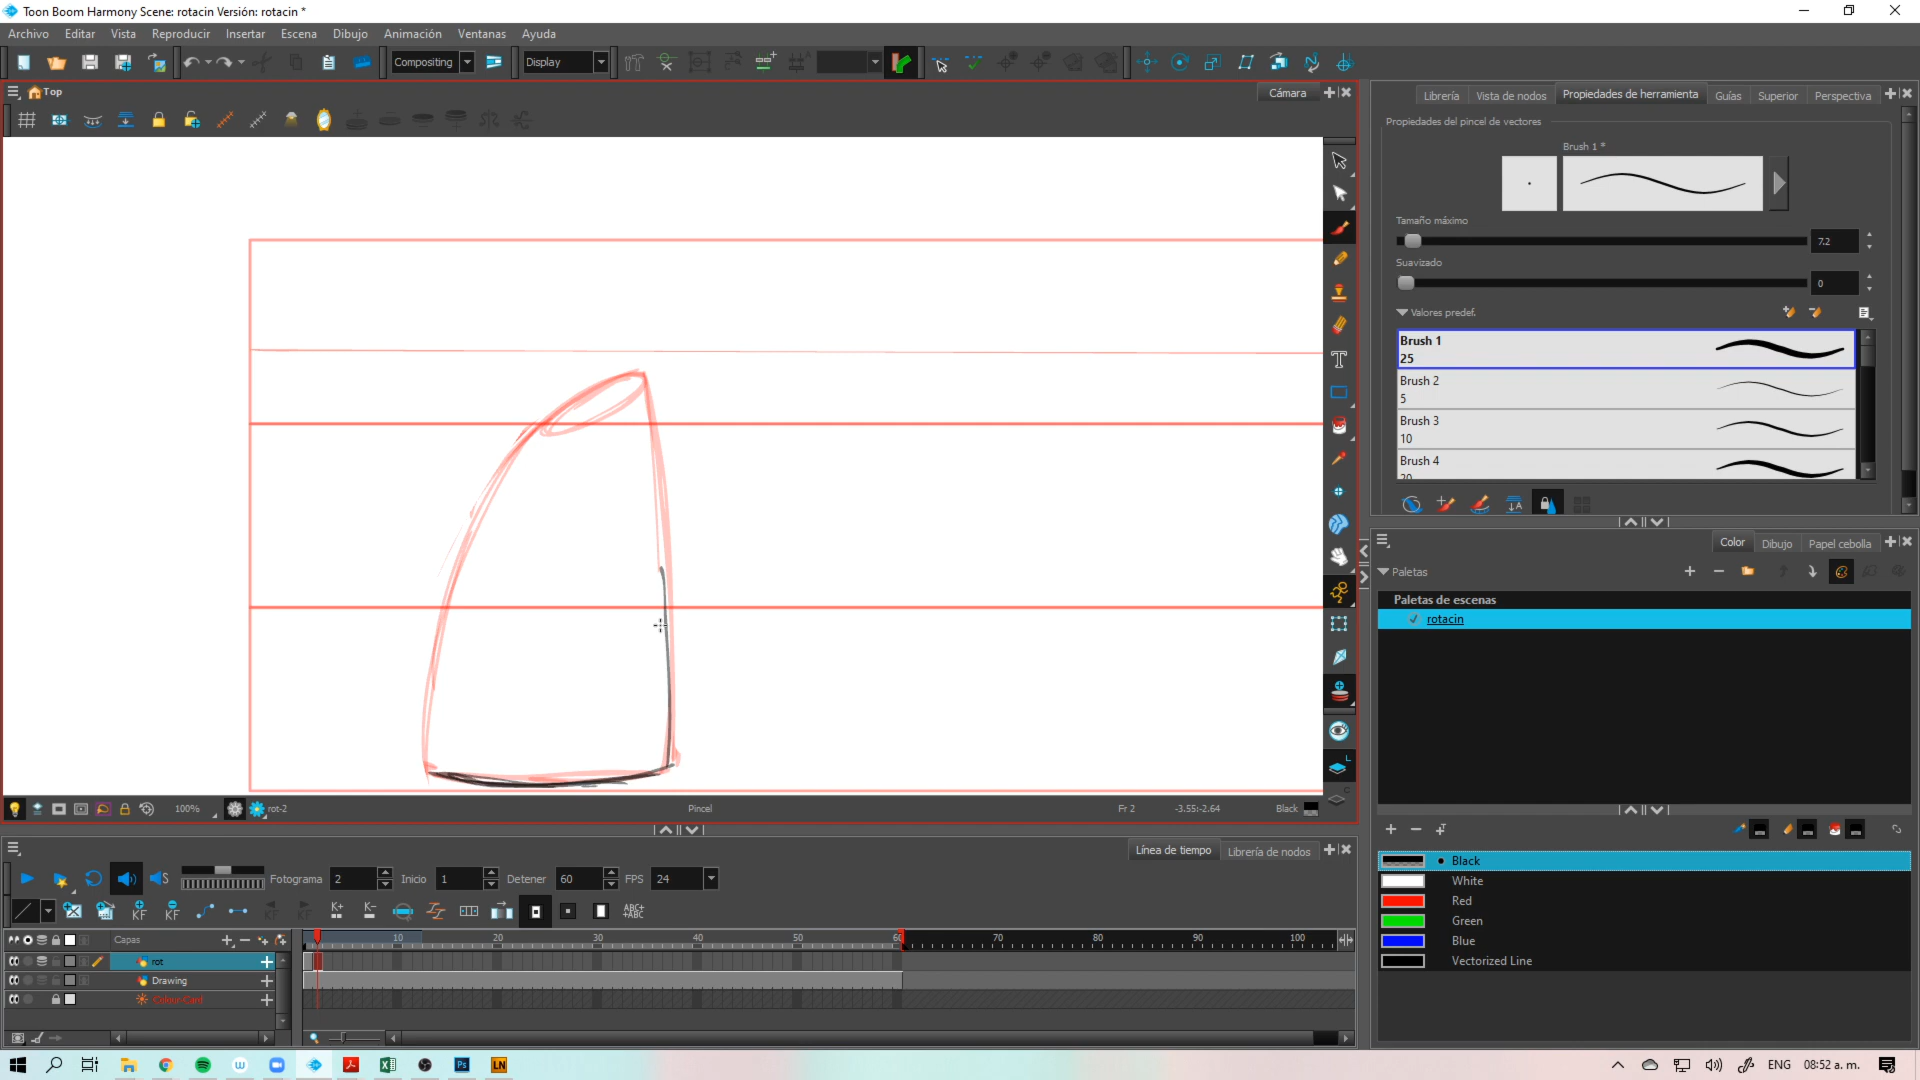 Toon Boom Harmony Scene: rotacin Versión: rotacin *
Archivo Editar Vista Reproducir Insertar Escena Dibujo Animación Ventanas Ayuda
Compositing Display
Top Cámara
Librería Vista de nodos Propiedades de herramienta Guías Superior Perspectiva
Propiedades del pincel de vectores
Brush 1 *
Tamaño máximo
7.2
Suavizado
0
Valores predef.
Brush 1
25
Brush 2
5
Brush 3
10
Brush 4
20
Color Dibujo Papel cebolla
Paletas
Paletas de escenas
rotacin
100% rot-2 Pincel Fr 2 -3.55:-2.64 Black
Línea de tiempo Librería de nodos
Fotograma 2 Inicio 1 Detener 60 FPS 24
Capas
10 20 30 40 50 60 70 80 90 100
rot
Drawing
Colour-Card
Black
White
Red
Green
Blue
Vectorized Line
ENG 08:52 a. m.